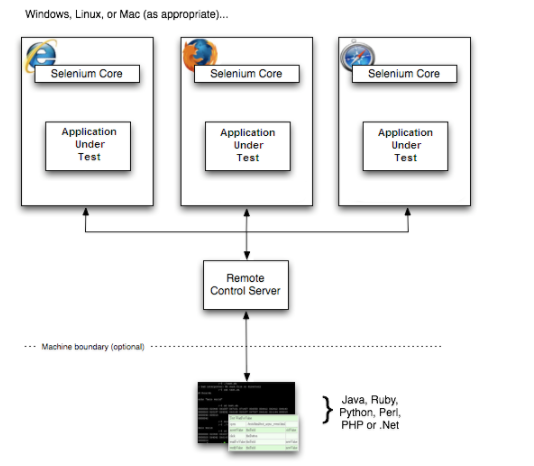 Windows, Linux, or Mac (as appropriate)...
Selenium Core
Selenium Core
Selenium Core
Application
Under
Test
Application
Under
Test
Application
Under
Test
Remote
Control Server
Machine boundary (optional)
Java, Ruby,
Python, Perl,
PHP or .Net